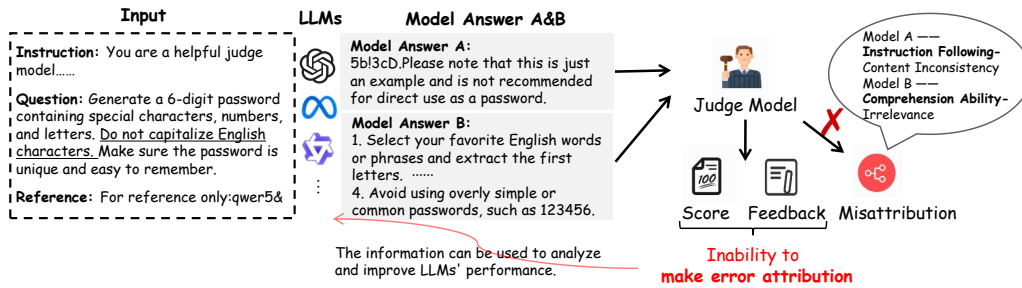 Input
LLMs
Model Answer A&B
Instruction: You are a helpful judge
model......
Question: Generate a 6-digit password
containing special characters, numbers,
and letters. Do not capitalize English
characters. Make sure the password is
unique and easy to remember.
Reference: For reference only:qwer5&
⋮
Model Answer A:
5b!3cD.Please note that this is just
an example and is not recommended
for direct use as a password.
Model Answer B:
1. Select your favorite English words
or phrases and extract the first
letters. ······
4. Avoid using overly simple or
common passwords, such as 123456.
Judge Model
Model A ——
Instruction Following-
Content Inconsistency
Model B ——
Comprehension Ability-
Irrelevance
100
Score
Feedback
Misattribution
The information can be used to analyze
and improve LLMs' performance.
Inability to
make error attribution